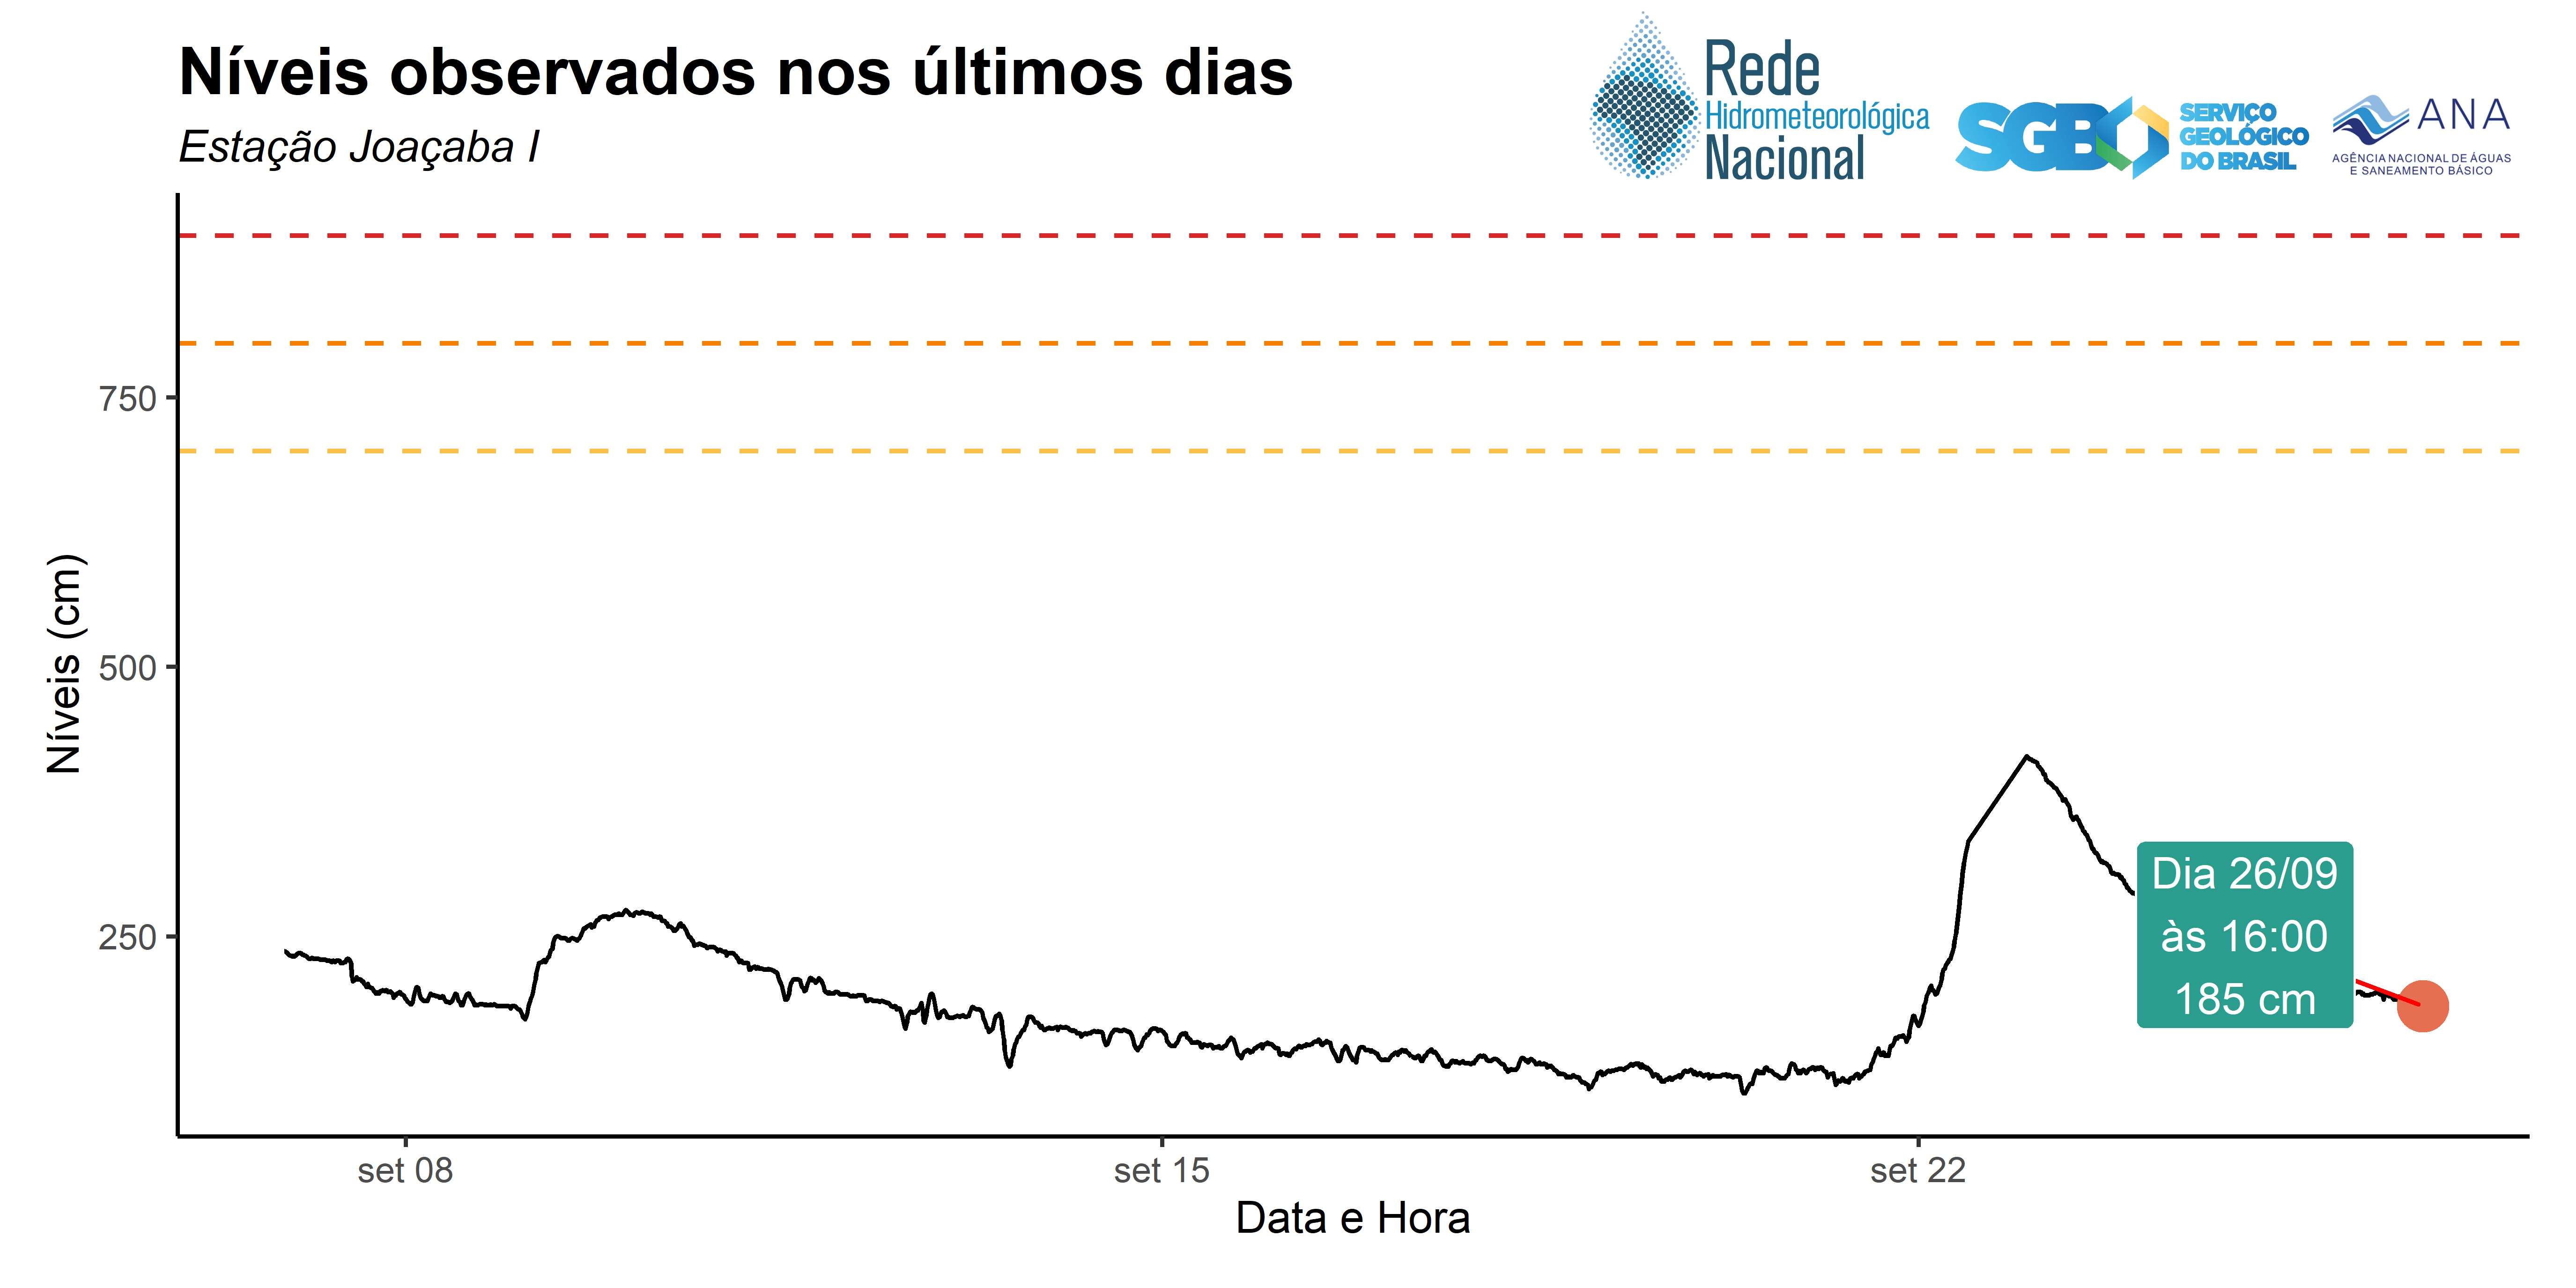 Níveis observados nos últimos dias
Estação Joaçaba I
Rede
Hidrometeorológica
Nacional
SGB
SERVIÇO
GEOLÓGICO
DO BRASIL
ANA
AGÊNCIA NACIONAL DE ÁGUAS
E SANEAMENTO BÁSICO
Níveis (cm)
750
500
250
Dia 26/09
às 16:00
185 cm
set 08
set 15
set 22
Data e Hora